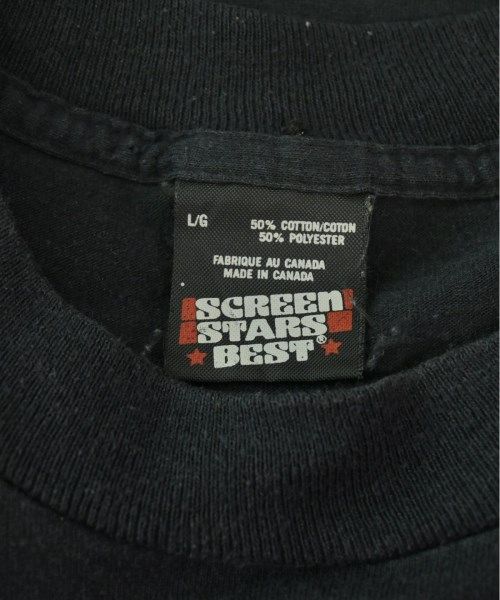 L/G 50% COTTON/COTON
50% POLYESTER
FABRIQUE AU CANADA
MADE IN CANADA
SCREEN
STARS
BEST®